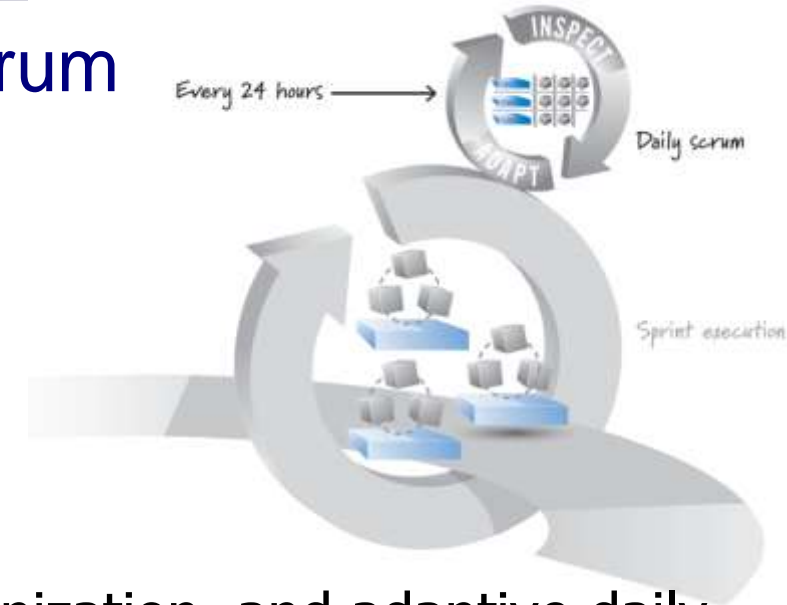 rum
INSPECT
Every 24 hours
Daily scrum
ADAPT
Sprint execution
nization, and adaptive daily